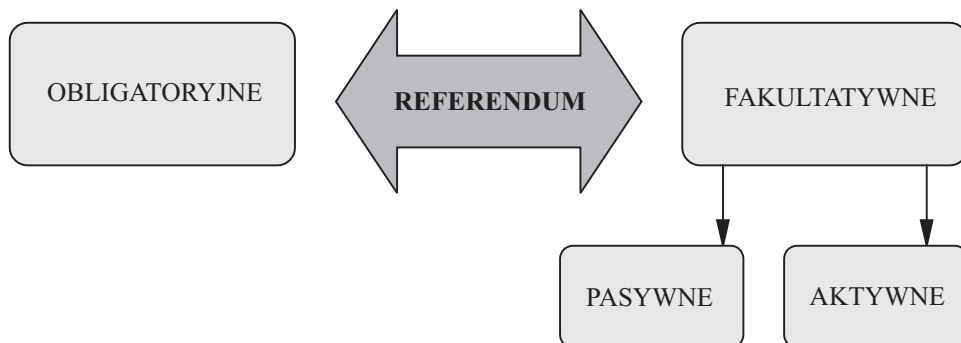 OBLIGATORYJNE
REFERENDUM
FAKULTATYWNE
PASYWNE
AKTYWNE